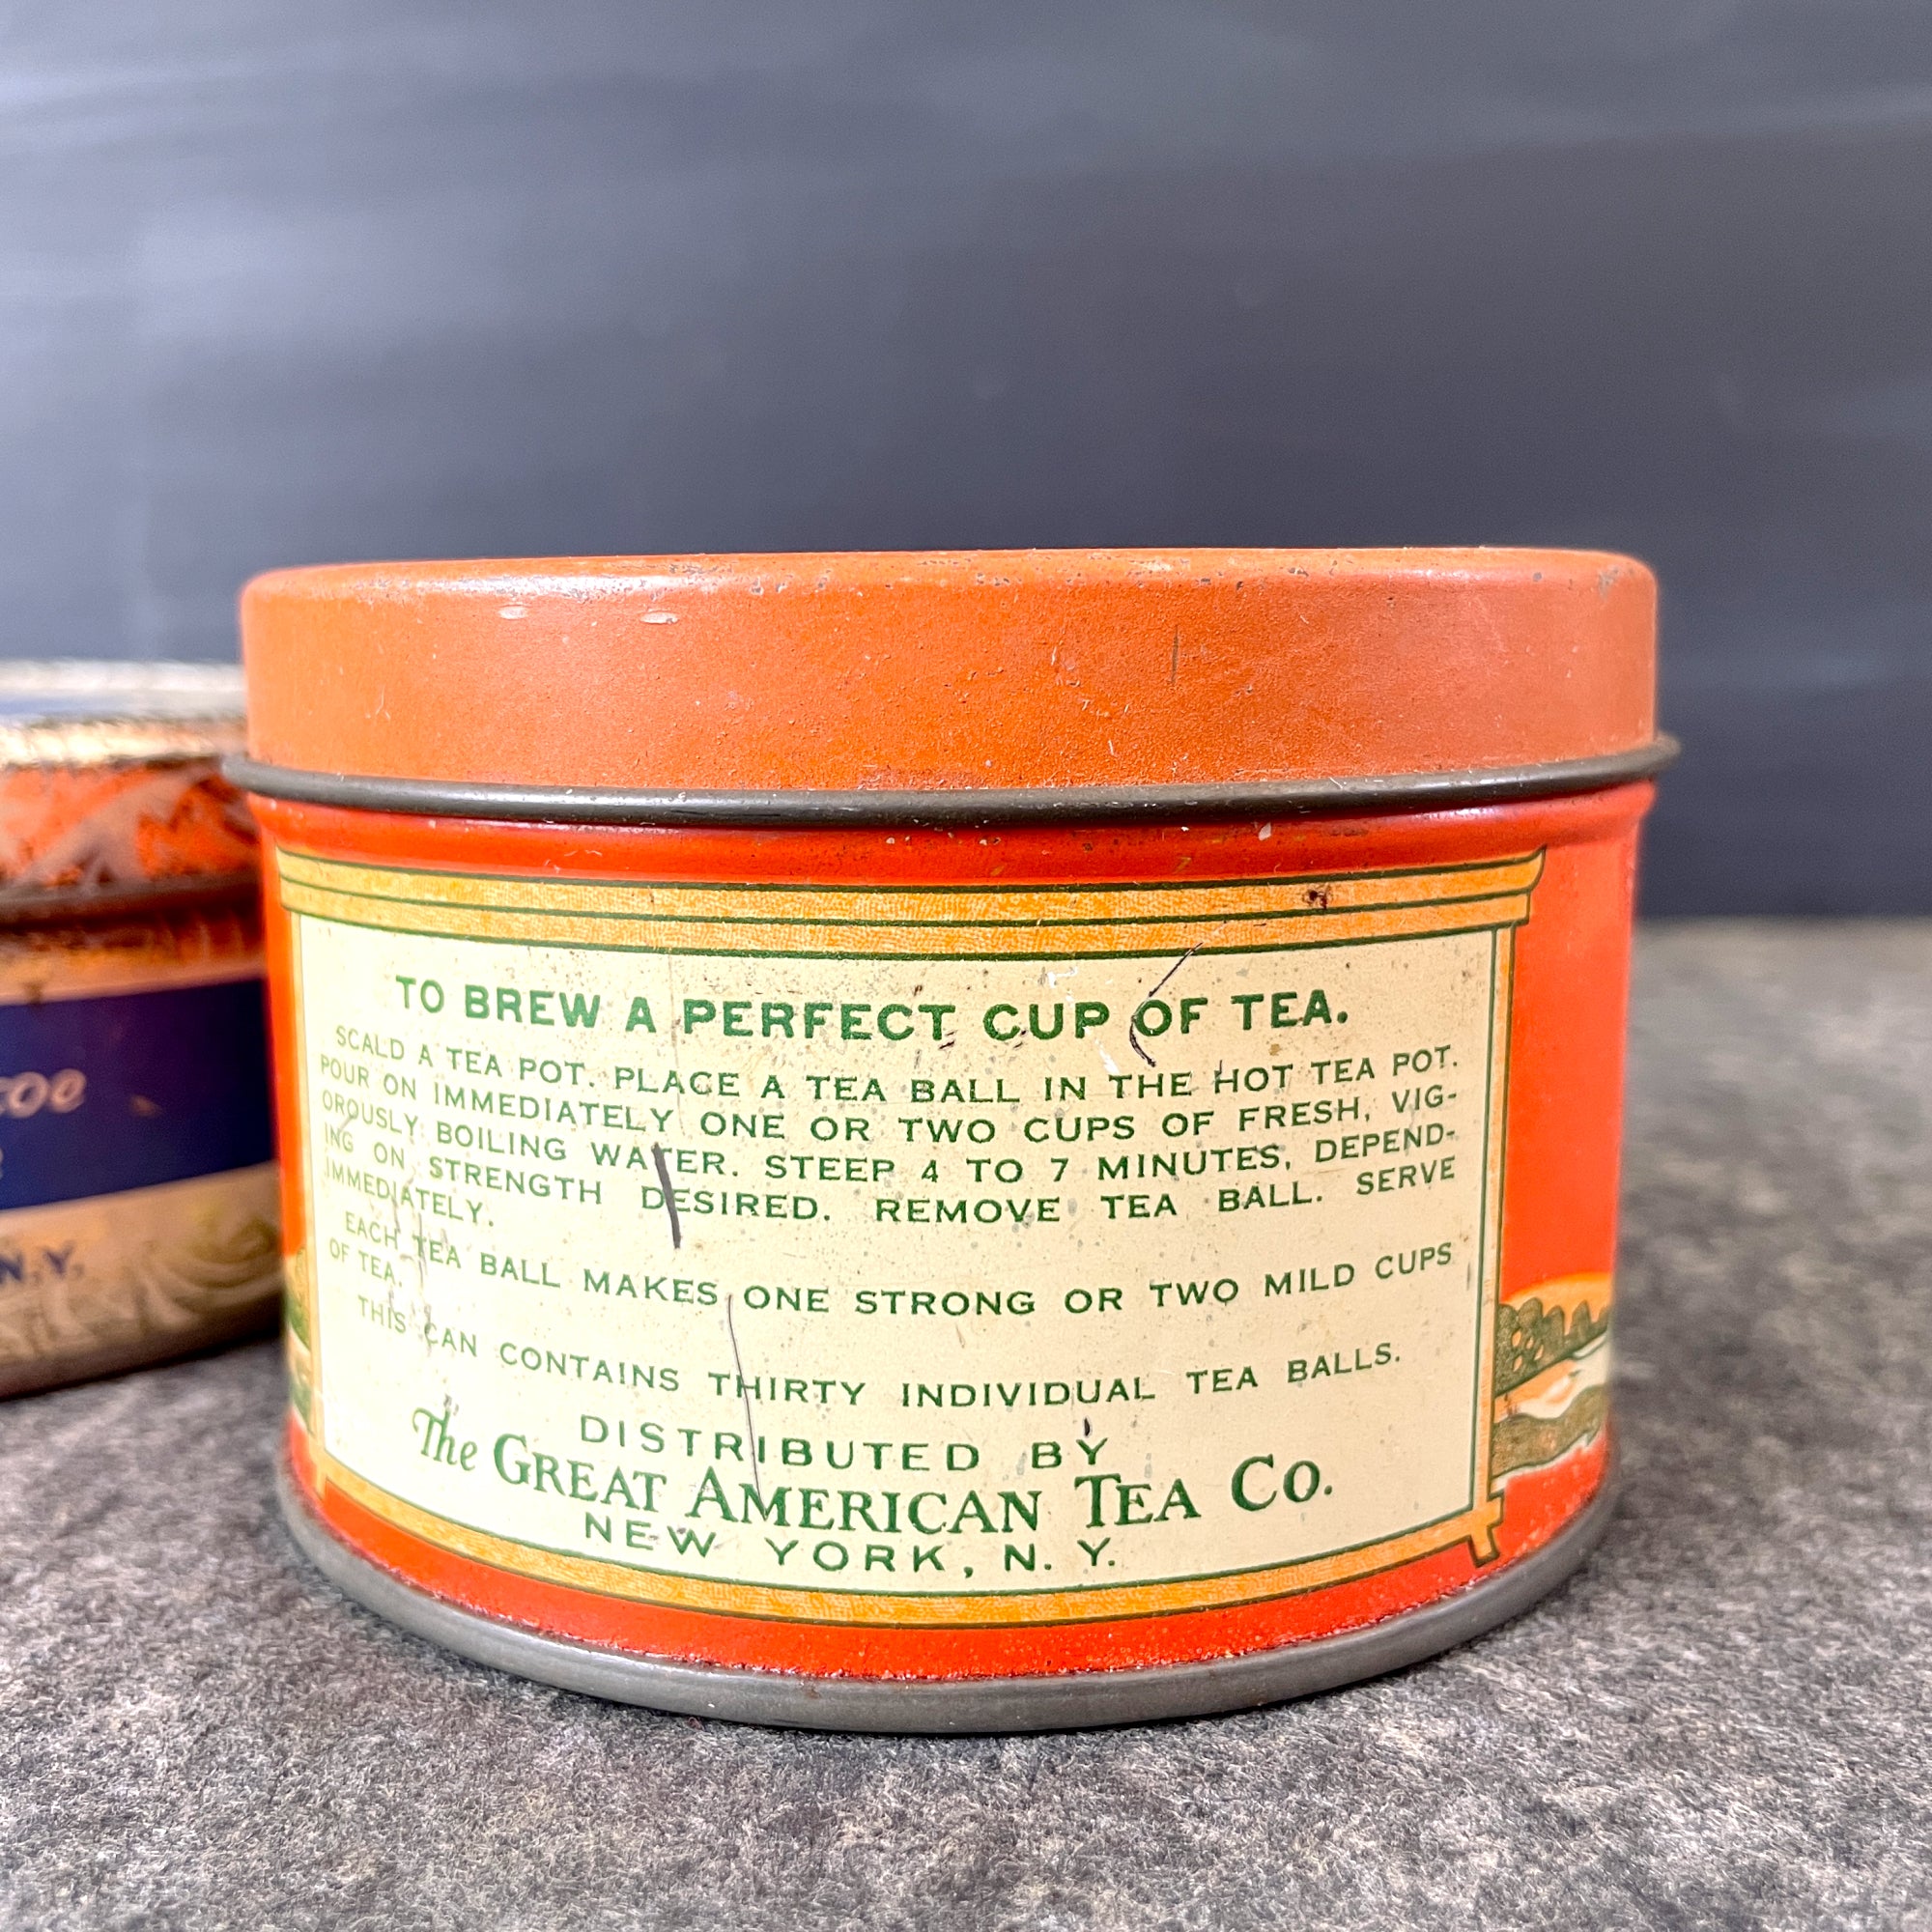 TO BREW A PERFECT CUP OF TEA.
SCALD A TEA POT. PLACE A TEA BALL IN THE HOT TEA POT.
POUR ON IMMEDIATELY ONE OR TWO CUPS OF FRESH, VIG-
OROUSLY BOILING WATER. STEEP 4 TO 7 MINUTES, DEPEND-
ING ON STRENGTH DESIRED. REMOVE TEA BALL. SERVE
IMMEDIATELY.
EACH TEA BALL MAKES ONE STRONG OR TWO MILD CUPS
OF TEA.
THIS CAN CONTAINS THIRTY INDIVIDUAL TEA BALLS.
DISTRIBUTED BY
The GREAT AMERICAN TEA CO.
NEW YORK, N. Y.
N.Y.